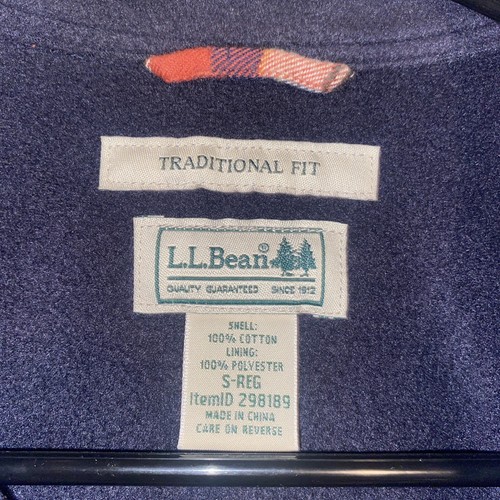 TRADITIONAL FIT
L.L.Bean®
QUALITY GUARANTEED SINCE 1912
SHELL:
100% COTTON
LINING:
100% POLYESTER
S-REG
ItemID 298189
MADE IN CHINA
CARE ON REVERSE